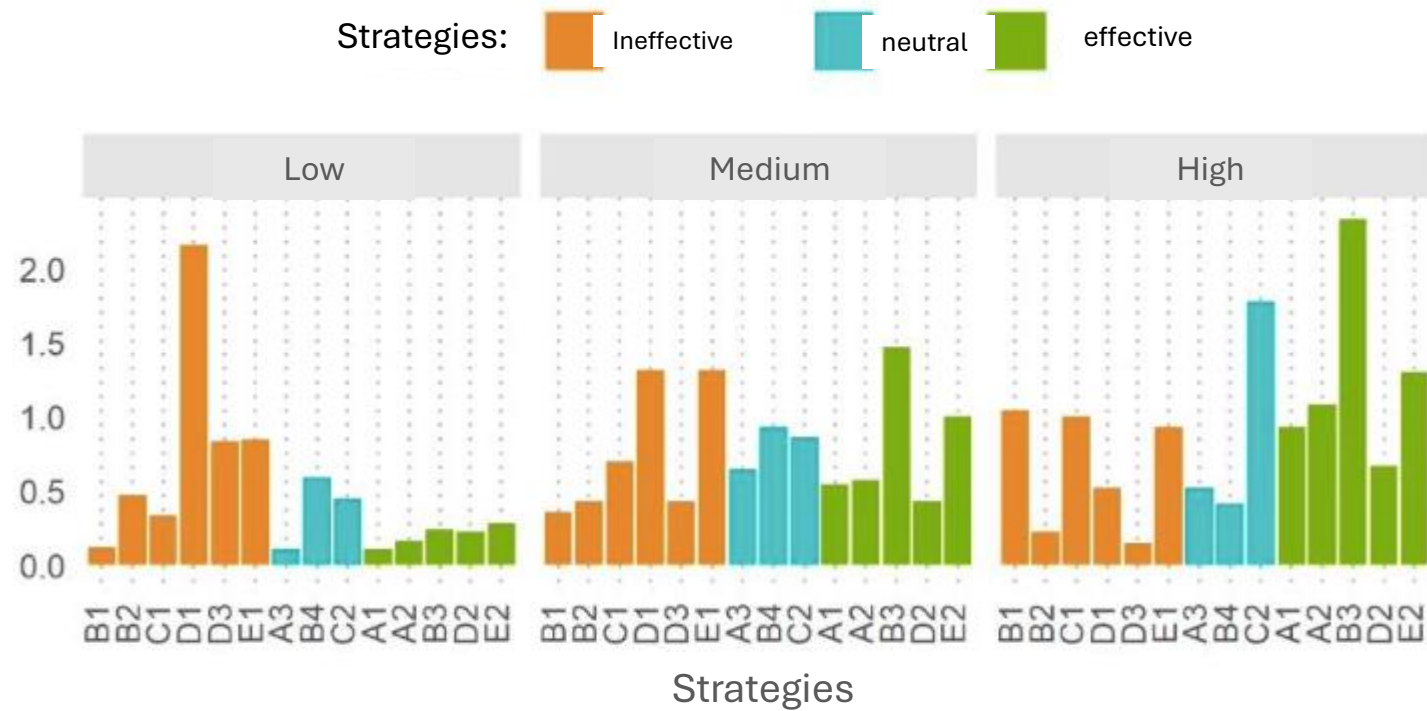 Strategies: Ineffective neutral effective
Low Medium High
2.0
1.5
1.0
0.5
0.0
B1 B2 C1 D1 D3 E1 A3 B4 C2 A1 A2 B3 D2 E2 B1 B2 C1 D1 D3 E1 A3 B4 C2 A1 A2 B3 D2 E2 B1 B2 C1 D1 D3 E1 A3 B4 C2 A1 A2 B3 D2 E2
Strategies